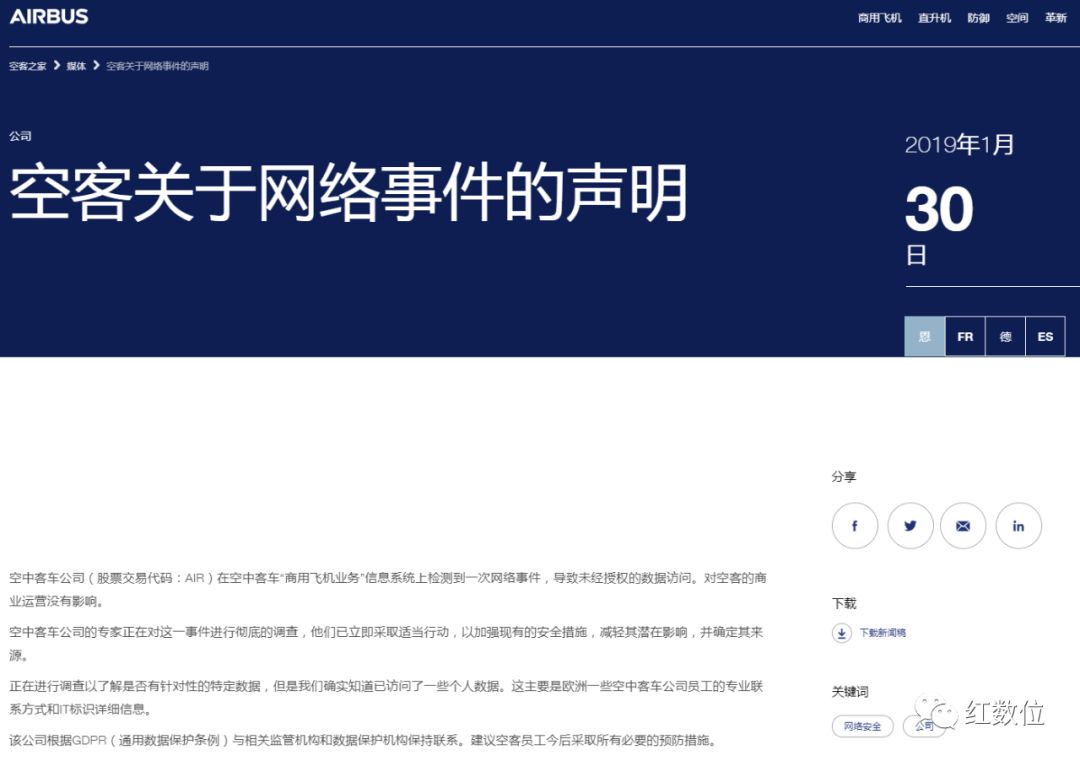 AIRBUS
商用飞机 直升机 防御 空间 革新
空客之家 媒体 空客关于网络事件的声明
公司
空客关于网络事件的声明
2019年1月
30
日
恩 FR 德 ES
分享
空中客车公司（股票交易代码：AIR）在空中客车“商用飞机业务”信息系统上检测到一次网络事件，导致未经授权的数据访问。对空客的商
业运营没有影响。
空中客车公司的专家正在对这一事件进行彻底的调查，他们已立即采取适当行动，以加强现有的安全措施，减轻其潜在影响，并确定其来
源。
正在进行调查以了解是否有针对性的特定数据，但是我们确实知道已访问了一些个人数据。这主要是欧洲一些空中客车公司员工的专业联
系方式和IT标识详细信息。
该公司根据GDPR（通用数据保护条例）与相关监管机构和数据保护机构保持联系。建议空客员工今后采取所有必要的预防措施。
下载
下载新闻稿
关键词
网络安全 公司
红数位